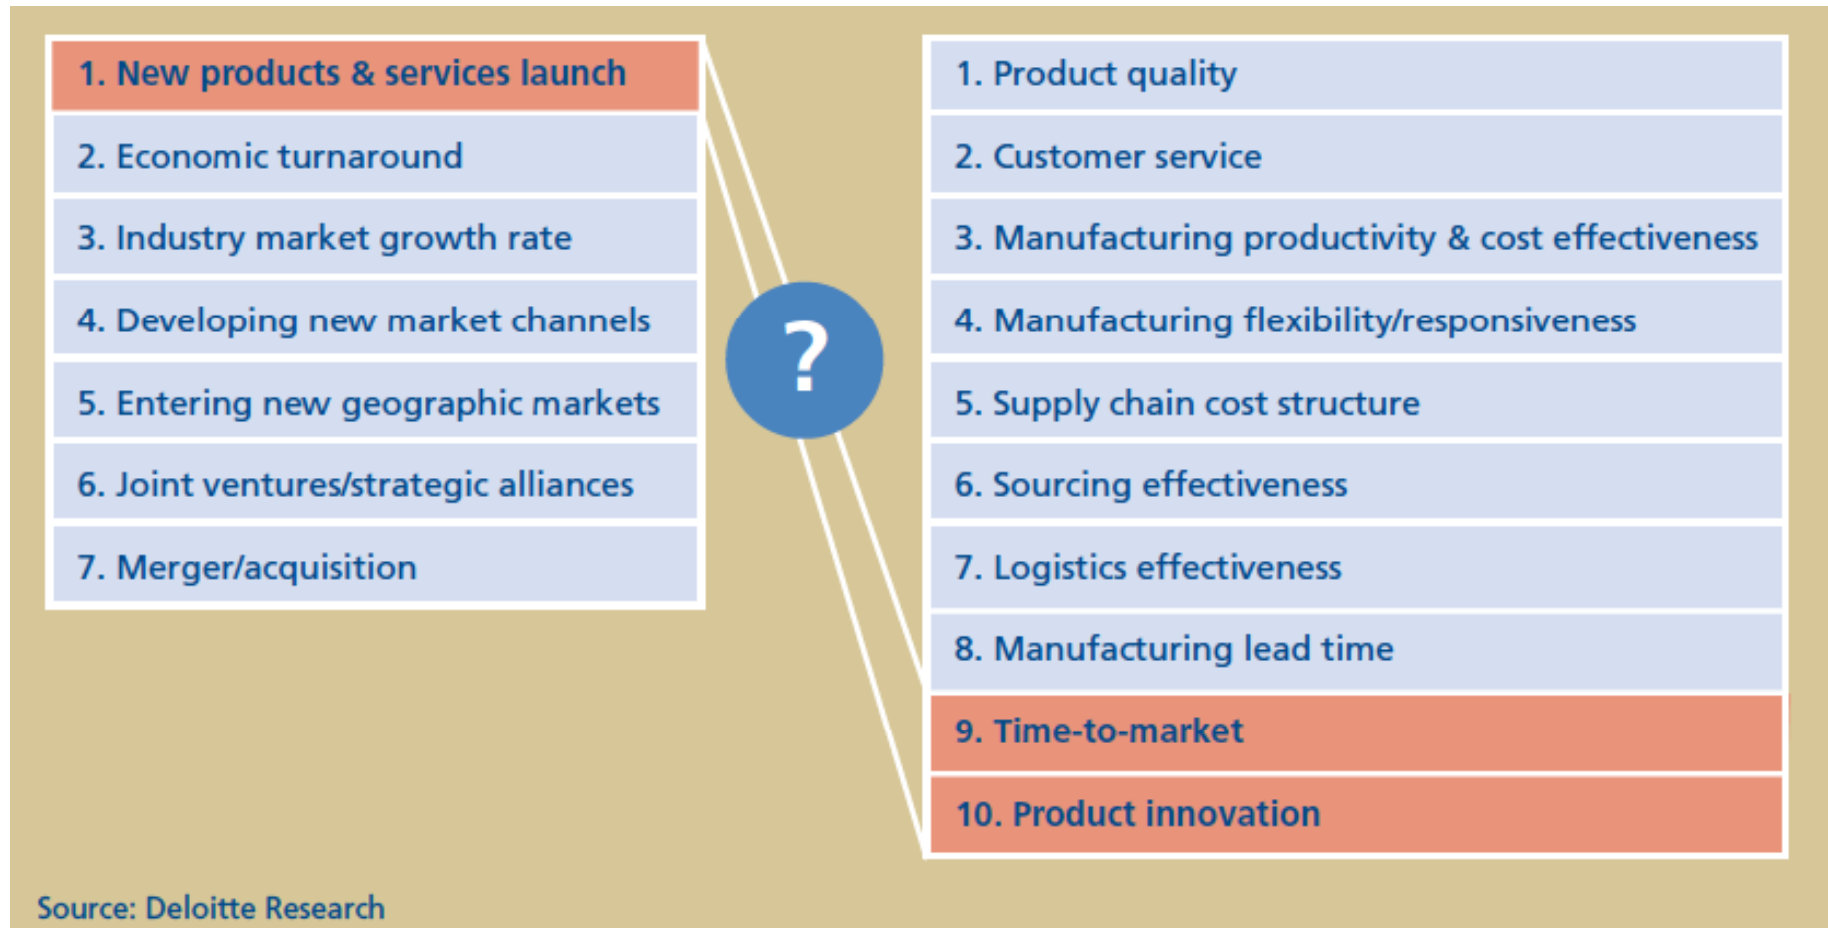 1. New products & services launch
2. Economic turnaround
3. Industry market growth rate
4. Developing new market channels
5. Entering new geographic markets
6. Joint ventures/strategic alliances
7. Merger/acquisition
?
1. Product quality
2. Customer service
3. Manufacturing productivity & cost effectiveness
4. Manufacturing flexibility/responsiveness
5. Supply chain cost structure
6. Sourcing effectiveness
7. Logistics effectiveness
8. Manufacturing lead time
9. Time-to-market
10. Product innovation
Source: Deloitte Research